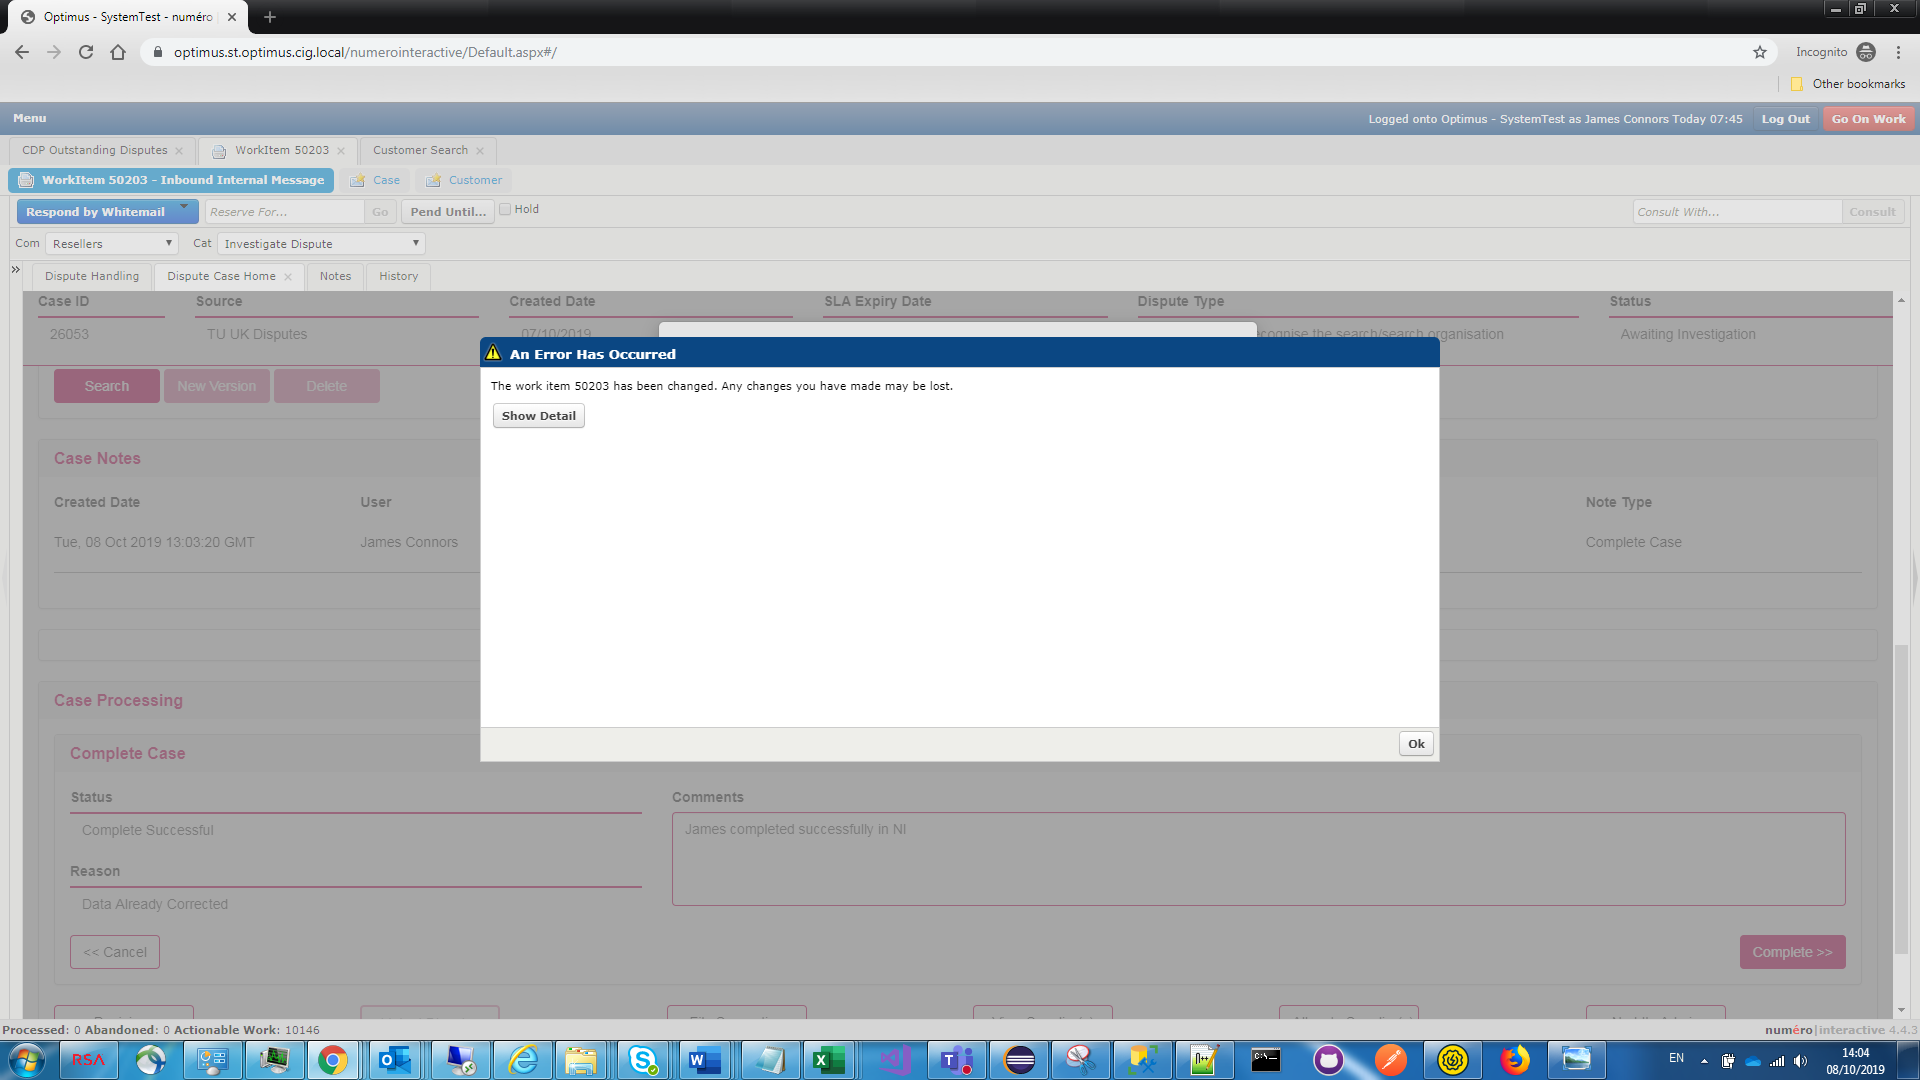 Optimus - SystemTest - numéro
optimus.st.optimus.cig.local/numerointeractive/Default.aspx#/
Incognito
Other bookmarks
Menu
Logged onto Optimus - SystemTest as James Connors Today 07:45
Log Out
Go On Work
CDP Outstanding Disputes
WorkItem 50203
Customer Search
WorkItem 50203 - Inbound Internal Message
Case
Customer
Respond by Whitemail
Reserve For...
Go
Pend Until...
Hold
Consult With...
Consult
Com
Resellers
Cat
Investigate Dispute
Dispute Handling
Dispute Case Home
Notes
History
Case ID
Source
Created Date
SLA Expiry Date
Dispute Type
Status
26053
TU UK Disputes
07/10/2019
ecognise the search/search organisation
Awaiting Investigation
An Error Has Occurred
The work item 50203 has been changed. Any changes you have made may be lost.
Show Detail
Ok
Search
New Version
Delete
Case Notes
Created Date
User
Note Type
Tue, 08 Oct 2019 13:03:20 GMT
James Connors
Complete Case
Case Processing
Complete Case
Status
Comments
Complete Successful
James completed successfully in NI
Reason
Data Already Corrected
<< Cancel
Complete >>
Processed: 0 Abandoned: 0 Actionable Work: 10146
numéro|interactive 4.4.3
RSA
EN
14:04
08/10/2019